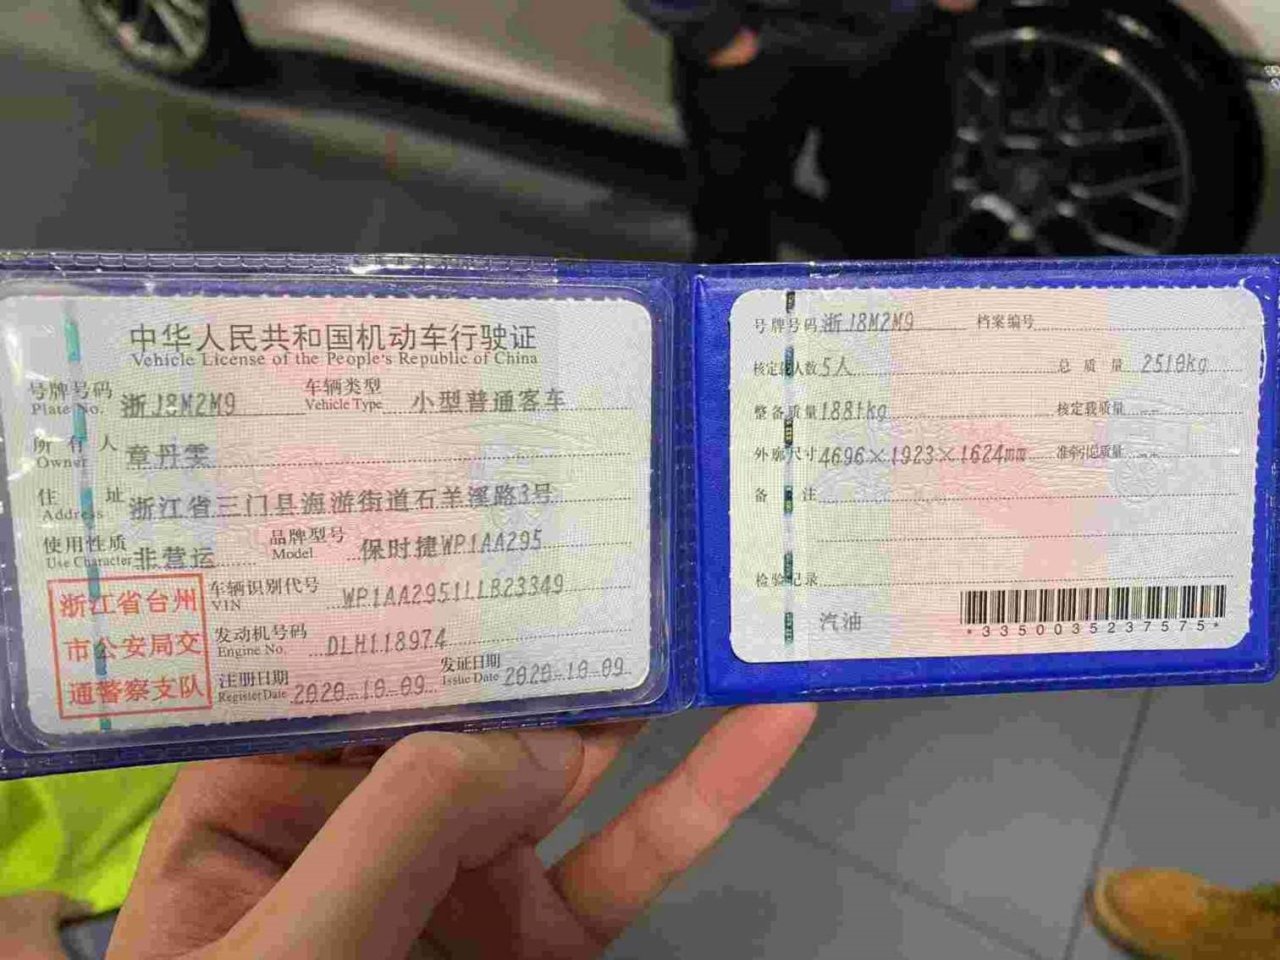 中华人民共和国机动车行驶证
Vehicle License of the People's Republic of China
号牌号码 浙J8M2M9 车辆类型 小型普通客车
Plate No. Vehicle Type
所有人 章丹雯
Owner
住址 浙江省三门县海游街道石羊溪路3号
Address
使用性质 非营运 品牌型号 保时捷WP1AA295
Use Character Model
浙江省台州
市公安局交
通警察支队
车辆识别代号 WP1AA2951LLB23349
VIN
发动机号码 DLH118974
Engine No.
注册日期 2020-10-09 发证日期 2020-10-09
Register Date Issue Date
号牌号码 浙J8M2M9 档案编号
核定载人数 5人 总质量 2510kg
整备质量 1881kg 核定载质量 --
外廓尺寸 4696×1923×1624mm 准牵引总质量 --
备注
检验记录
汽油
*3350035237575*